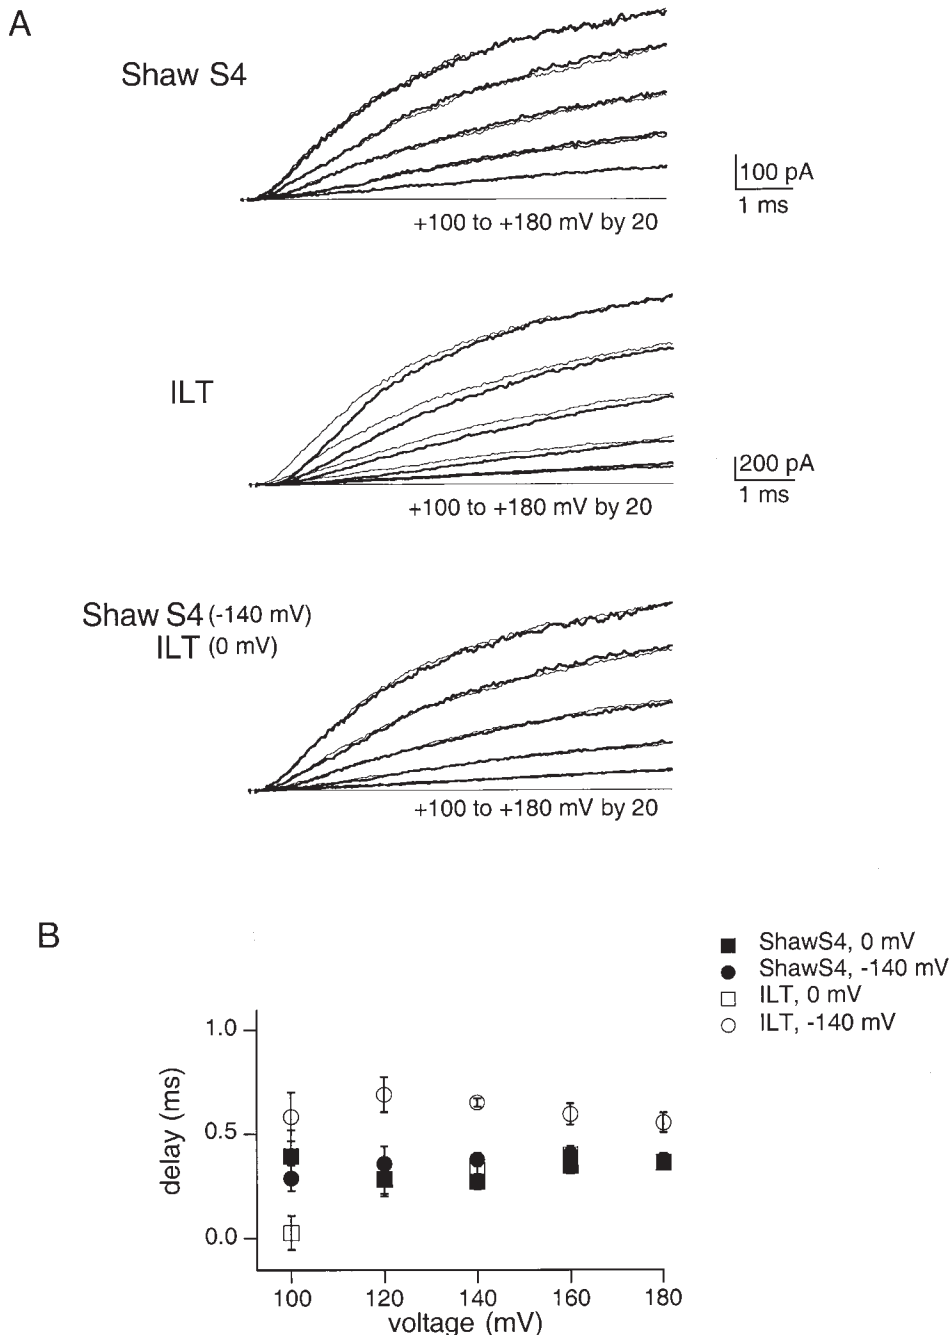 A
Shaw S4
100 pA
1 ms
+100 to +180 mV by 20
ILT
200 pA
1 ms
+100 to +180 mV by 20
Shaw S4 (-140 mV)
ILT (0 mV)
+100 to +180 mV by 20
B
ShawS4, 0 mV
ShawS4, -140 mV
ILT, 0 mV
ILT, -140 mV
1.0
0.5
0.0
delay (ms)
100 120 140 160 180
voltage (mV)